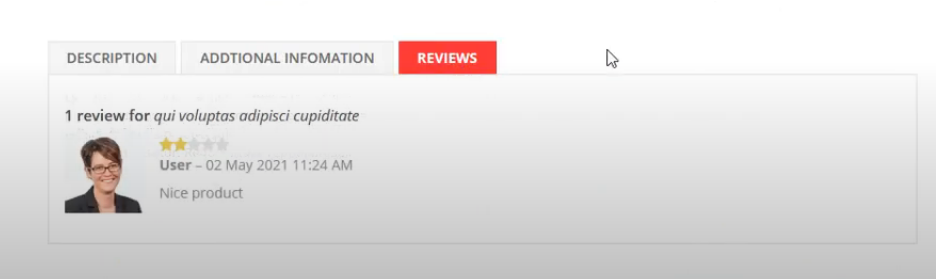 DESCRIPTION
ADDTIONAL INFOMATION
REVIEWS
1 review for qui voluptas adipisci cupiditate
User – 02 May 2021 11:24 AM
Nice product